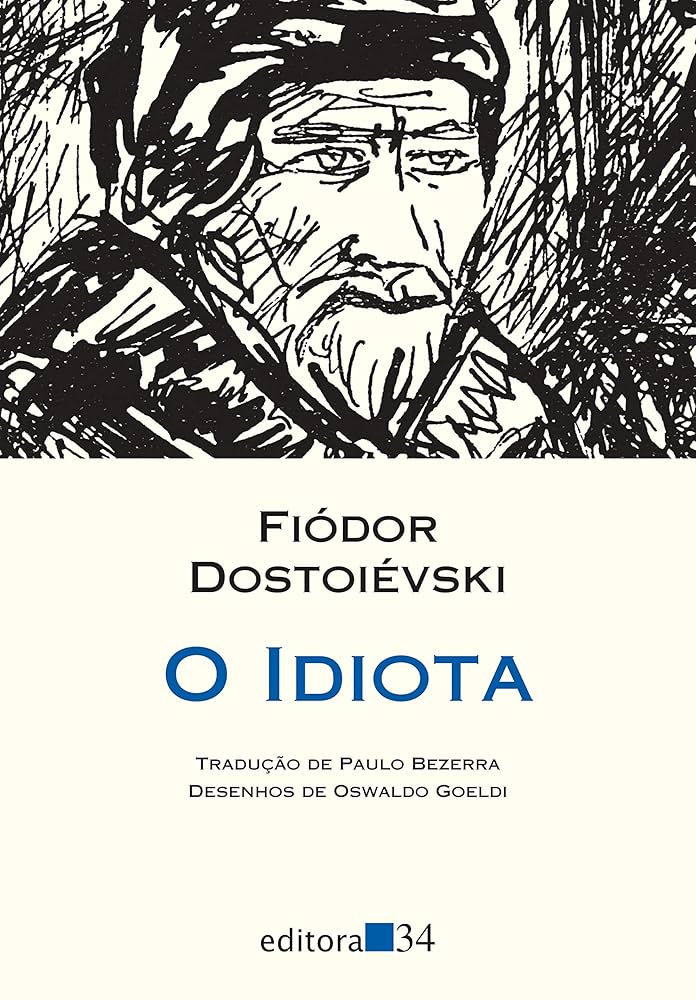 Fiódor
Dostoiévski
O Idiota
Tradução de Paulo Bezerra
Desenhos de Oswaldo Goeldi
editora 34